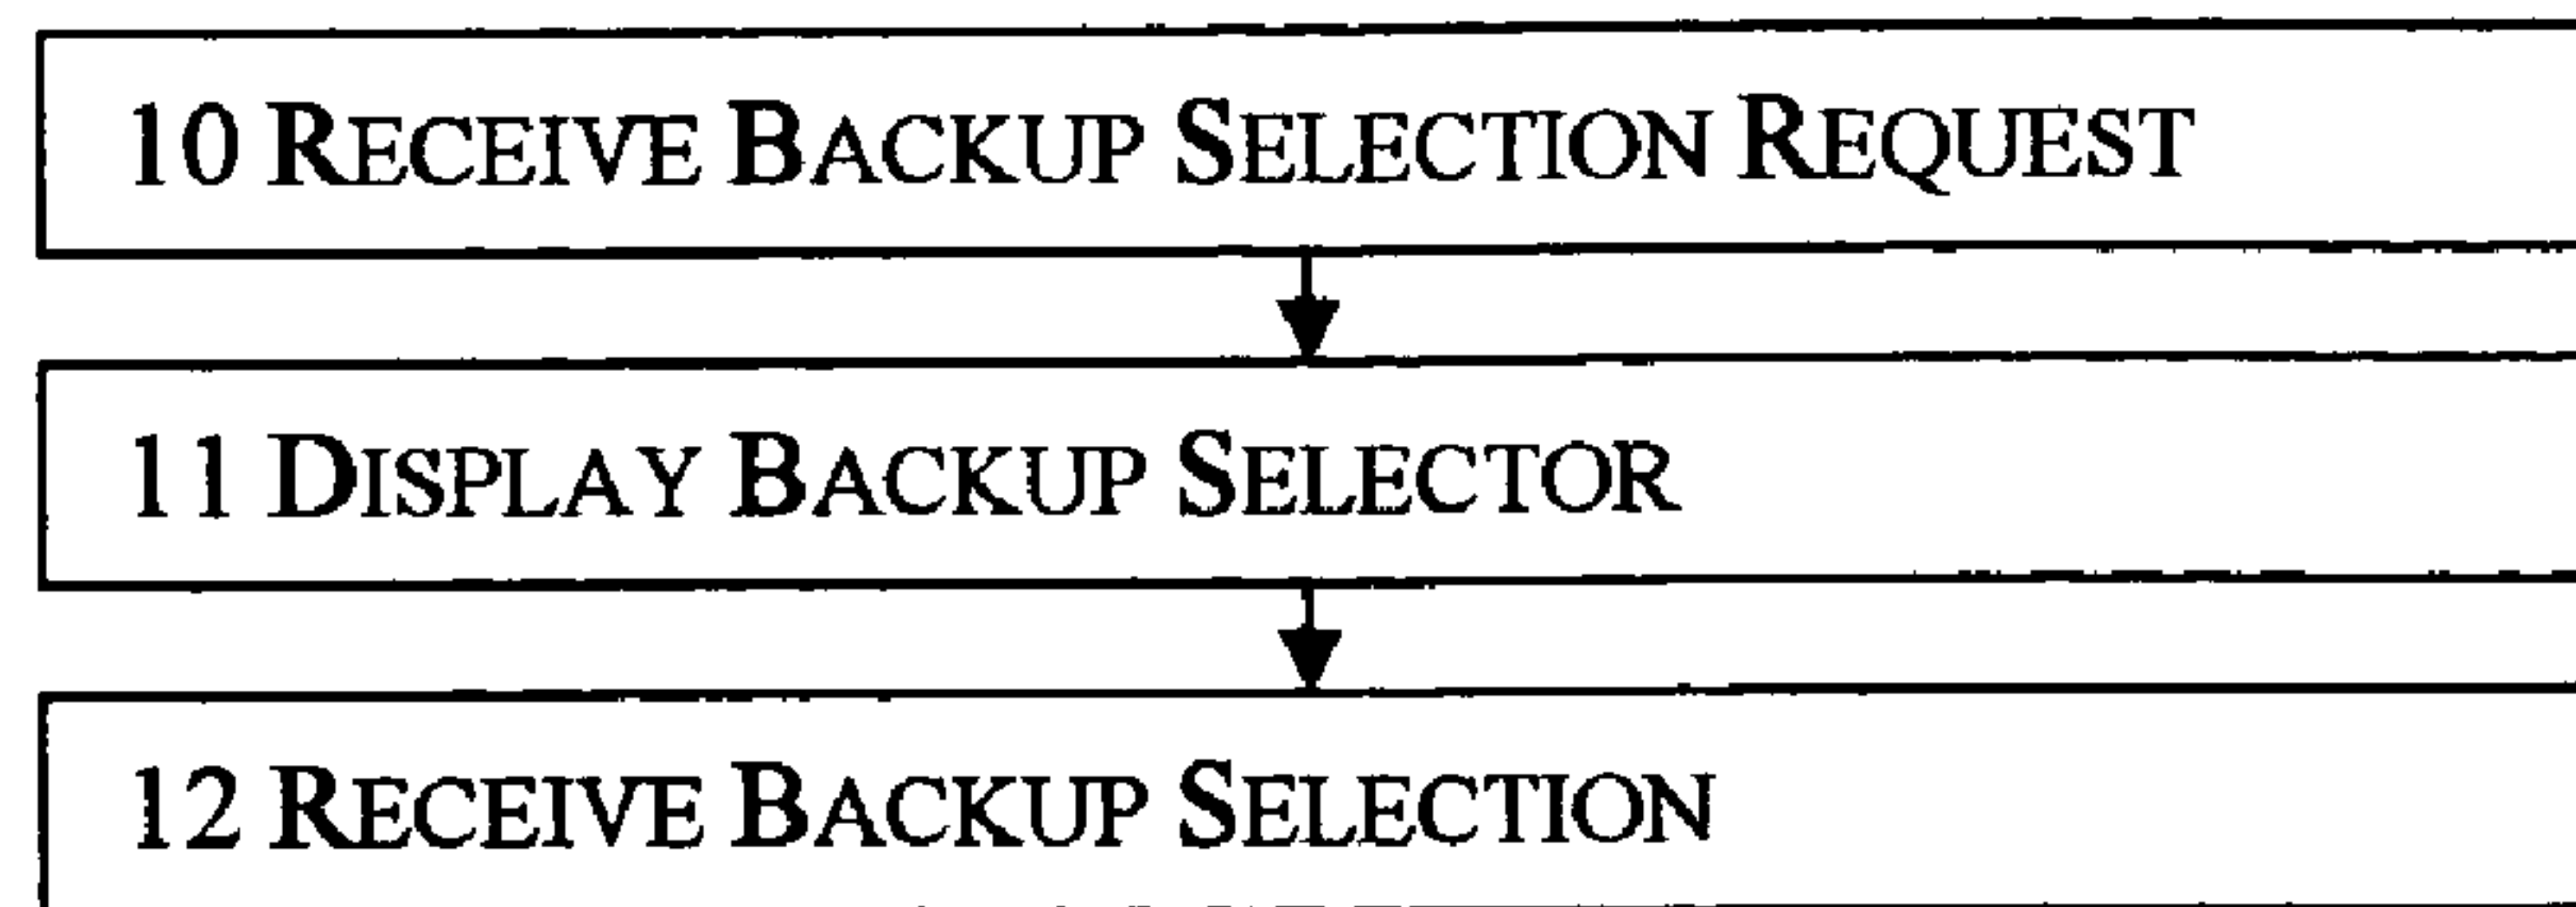 10 RECEIVE BACKUP SELECTION REQUEST
11 DISPLAY BACKUP SELECTOR
12 RECEIVE BACKUP SELECTION